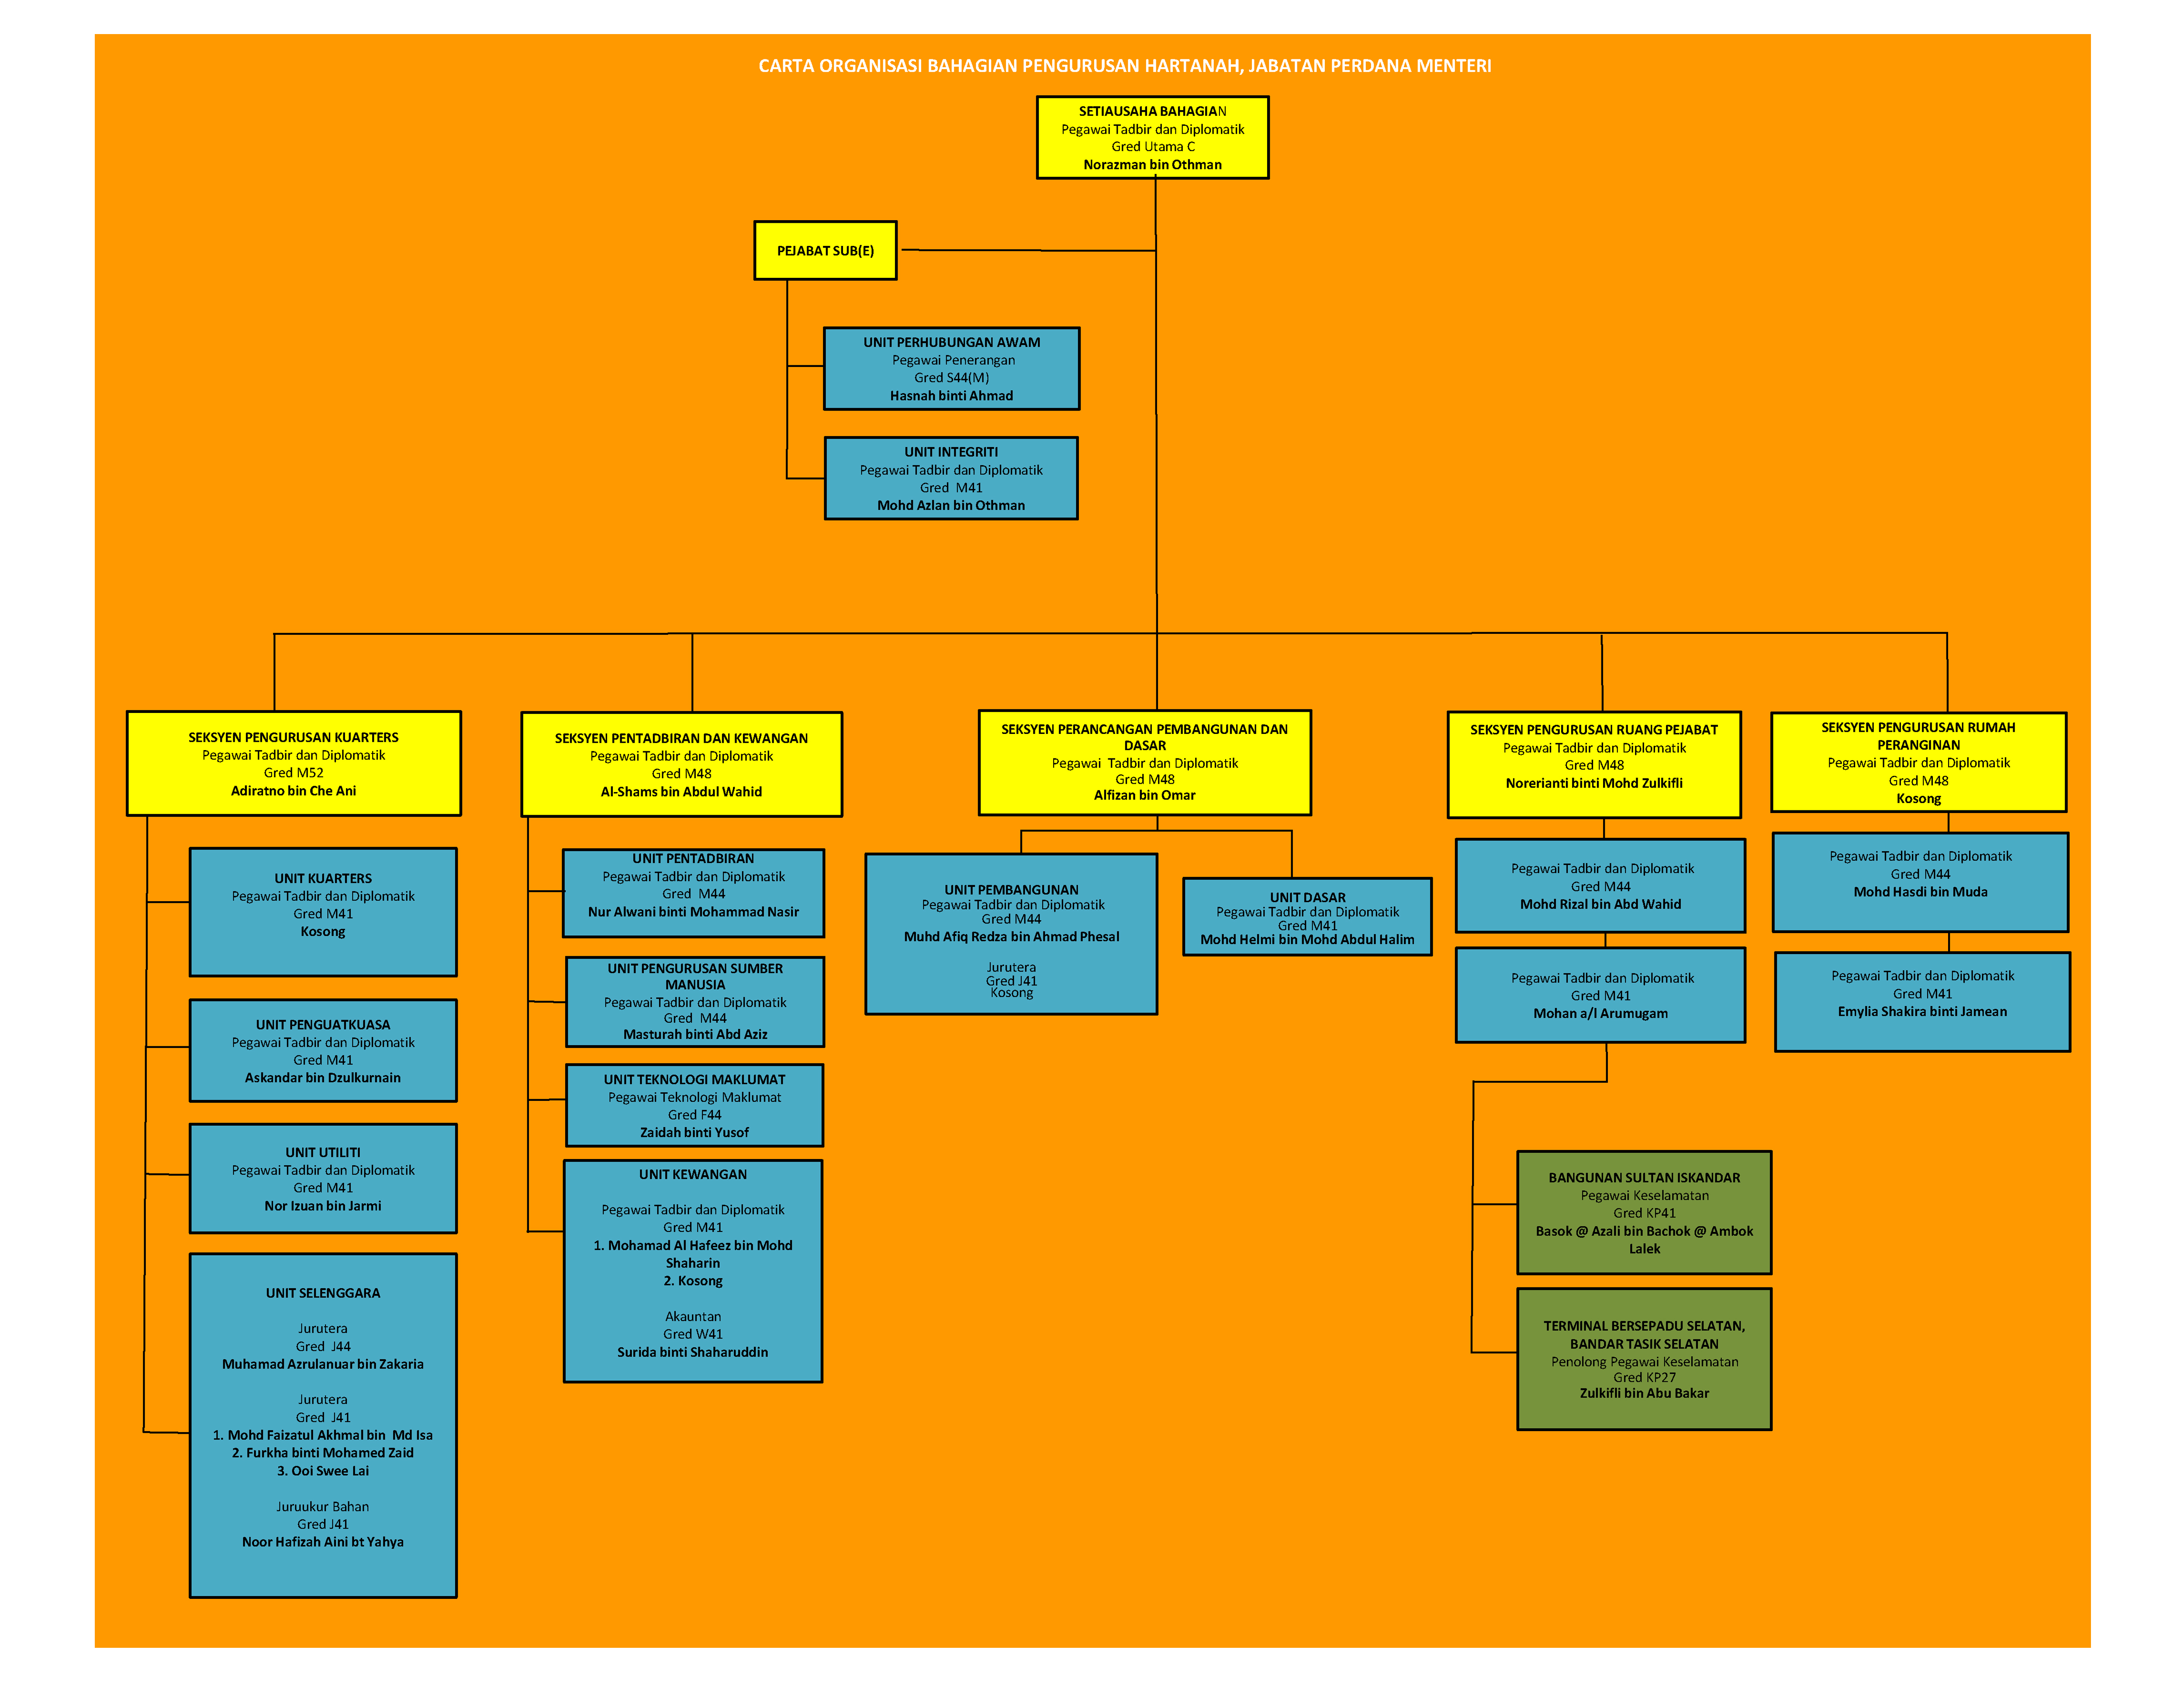 CARTA ORGANISASI BAHAGIAN PENGURUSAN HARTANAH, JABATAN PERDANA MENTERI
SETIAUSAHA BAHAGIAN
Pegawai Tadbir dan Diplomatik
Gred Utama C
Norazman bin Othman
PEJABAT SUB(E)
UNIT PERHUBUNGAN AWAM
Pegawai Penerangan
Gred S44(M)
Hasnah binti Ahmad
UNIT INTEGRITI
Pegawai Tadbir dan Diplomatik
Gred  M41
Mohd Azlan bin Othman
SEKSYEN PENGURUSAN KUARTERS
Pegawai Tadbir dan Diplomatik
Gred M52
Adiratno bin Che Ani
UNIT KUARTERS
Pegawai Tadbir dan Diplomatik
Gred M41
Kosong
UNIT PENGUATKUASA
Pegawai Tadbir dan Diplomatik
Gred M41
Askandar bin Dzulkurnain
UNIT UTILITI
Pegawai Tadbir dan Diplomatik
Gred M41
Nor Izuan bin Jarmi
UNIT SELENGGARA
Jurutera
Gred  J44
Muhamad Azrulanuar bin Zakaria
Jurutera
Gred  J41
1. Mohd Faizatul Akhmal bin  Md Isa
2. Furkha binti Mohamed Zaid
3. Ooi Swee Lai
Juruukur Bahan
Gred J41
Noor Hafizah Aini bt Yahya
SEKSYEN PENTADBIRAN DAN KEWANGAN
Pegawai Tadbir dan Diplomatik
Gred M48
Al-Shams bin Abdul Wahid
UNIT PENTADBIRAN
Pegawai Tadbir dan Diplomatik
Gred  M44
Nur Alwani binti Mohammad Nasir
UNIT PENGURUSAN SUMBER
MANUSIA
Pegawai Tadbir dan Diplomatik
Gred  M44
Masturah binti Abd Aziz
UNIT TEKNOLOGI MAKLUMAT
Pegawai Teknologi Maklumat
Gred F44
Zaidah binti Yusof
UNIT KEWANGAN
Pegawai Tadbir dan Diplomatik
Gred M41
1. Mohamad Al Hafeez bin Mohd
Shaharin
2. Kosong
Akauntan
Gred W41
Surida binti Shaharuddin
SEKSYEN PERANCANGAN PEMBANGUNAN DAN
DASAR
Pegawai  Tadbir dan Diplomatik
Gred M48
Alfizan bin Omar
UNIT PEMBANGUNAN
Pegawai Tadbir dan Diplomatik
Gred M44
Muhd Afiq Redza bin Ahmad Phesal
Jurutera
Gred J41
Kosong
UNIT DASAR
Pegawai Tadbir dan Diplomatik
Gred M41
Mohd Helmi bin Mohd Abdul Halim
SEKSYEN PENGURUSAN RUANG PEJABAT
Pegawai Tadbir dan Diplomatik
Gred M48
Norerianti binti Mohd Zulkifli
Pegawai Tadbir dan Diplomatik
Gred M44
Mohd Rizal bin Abd Wahid
Pegawai Tadbir dan Diplomatik
Gred M41
Mohan a/l Arumugam
BANGUNAN SULTAN ISKANDAR
Pegawai Keselamatan
Gred KP41
Basok @ Azali bin Bachok @ Ambok
Lalek
TERMINAL BERSEPADU SELATAN,
BANDAR TASIK SELATAN
Penolong Pegawai Keselamatan
Gred KP27
Zulkifli bin Abu Bakar
SEKSYEN PENGURUSAN RUMAH
PERANGINAN
Pegawai Tadbir dan Diplomatik
Gred M48
Kosong
Pegawai Tadbir dan Diplomatik
Gred M44
Mohd Hasdi bin Muda
Pegawai Tadbir dan Diplomatik
Gred M41
Emylia Shakira binti Jamean